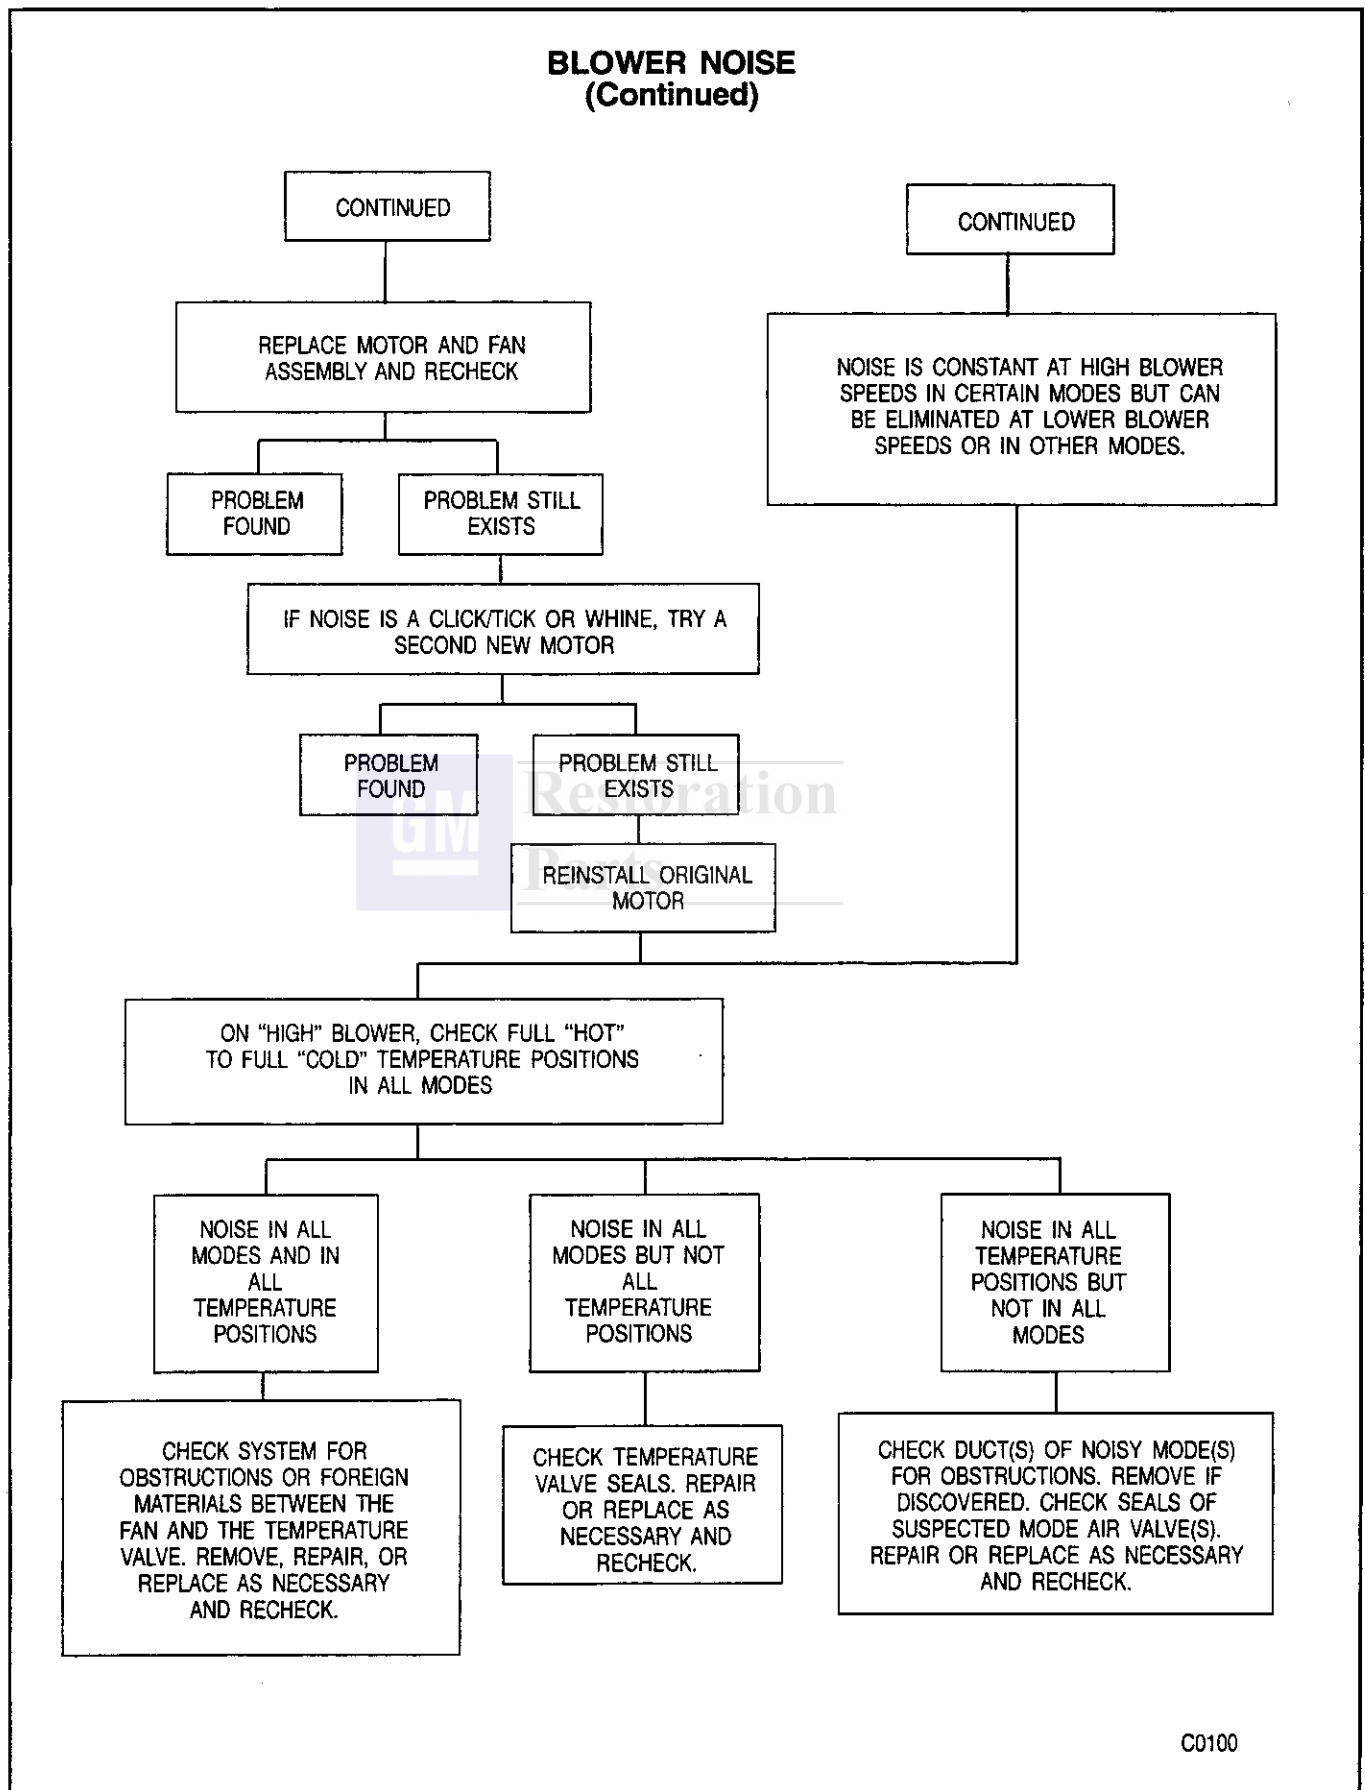 BLOWER NOISE
(Continued)
CONTINUED
REPLACE MOTOR AND FAN
ASSEMBLY AND RECHECK
PROBLEM
FOUND
PROBLEM STILL
EXISTS
IF NOISE IS A CLICK/TICK OR WHINE, TRY A
SECOND NEW MOTOR
PROBLEM
FOUND
PROBLEM STILL
EXISTS
GM
Restoration
Parts
REINSTALL ORIGINAL
MOTOR
CONTINUED
NOISE IS CONSTANT AT HIGH BLOWER
SPEEDS IN CERTAIN MODES BUT CAN
BE ELIMINATED AT LOWER BLOWER
SPEEDS OR IN OTHER MODES.
ON “HIGH” BLOWER, CHECK FULL “HOT”
TO FULL “COLD” TEMPERATURE POSITIONS
IN ALL MODES
NOISE IN ALL
MODES AND IN
ALL
TEMPERATURE
POSITIONS
CHECK SYSTEM FOR
OBSTRUCTIONS OR FOREIGN
MATERIALS BETWEEN THE
FAN AND THE TEMPERATURE
VALVE. REMOVE, REPAIR, OR
REPLACE AS NECESSARY
AND RECHECK.
NOISE IN ALL
MODES BUT NOT
ALL
TEMPERATURE
POSITIONS
CHECK TEMPERATURE
VALVE SEALS. REPAIR
OR REPLACE AS
NECESSARY AND
RECHECK.
NOISE IN ALL
TEMPERATURE
POSITIONS BUT
NOT IN ALL
MODES
CHECK DUCT(S) OF NOISY MODE(S)
FOR OBSTRUCTIONS. REMOVE IF
DISCOVERED. CHECK SEALS OF
SUSPECTED MODE AIR VALVE(S).
REPAIR OR REPLACE AS NECESSARY
AND RECHECK.
C0100